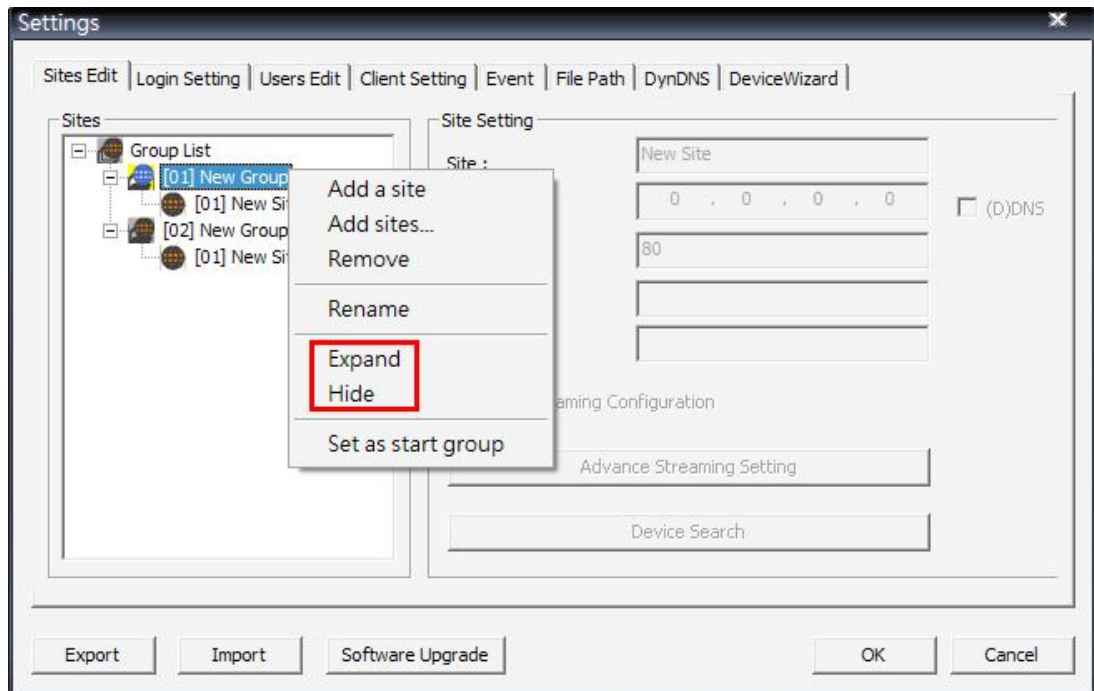 Settings
Sites Edit Login Setting Users Edit Client Setting Event File Path DynDNS DeviceWizard
Sites
Group List
[01] New Group
[01] New Si
[02] New Group
[01] New Si
Add a site
Add sites...
Remove
Rename
Expand
Hide
Set as start group
Site Setting
Site :
New Site
0 . 0 . 0 . 0
(D)DNS
80
aming Configuration
Advance Streaming Setting
Device Search
Export Import Software Upgrade OK Cancel